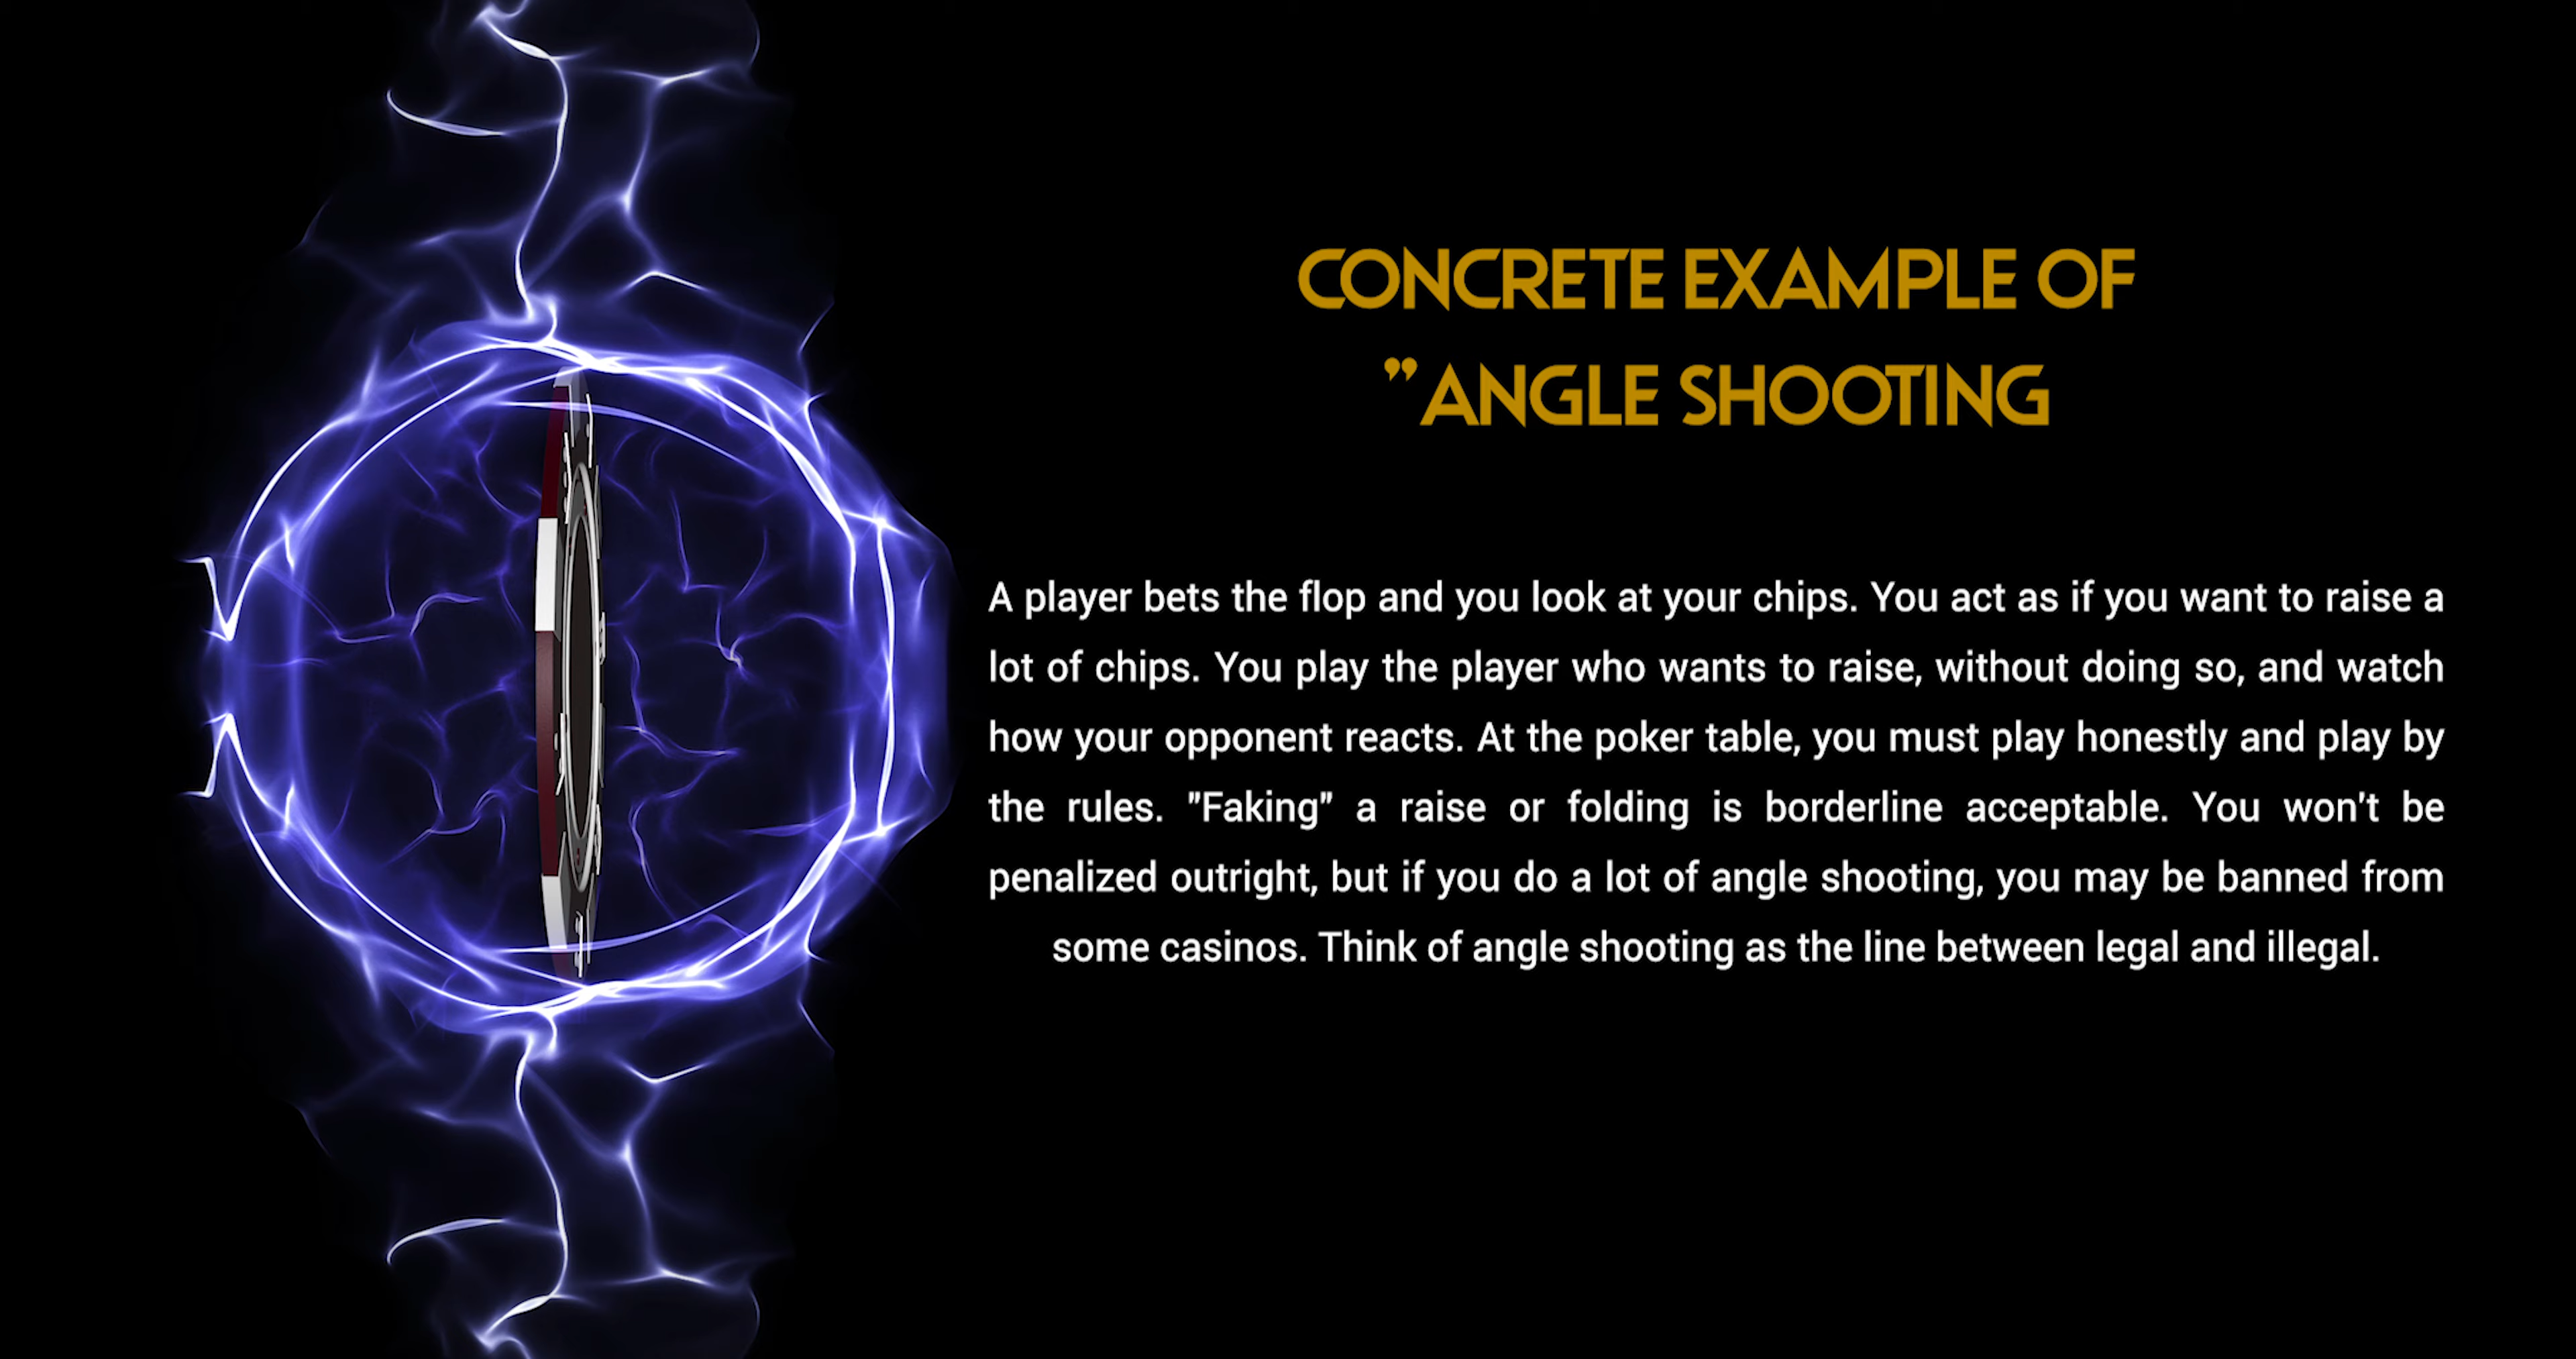 CONCRETE EXAMPLE OF
”ANGLE SHOOTING
A player bets the flop and you look at your chips. You act as if you want to raise a
lot of chips. You play the player who wants to raise, without doing so, and watch
how your opponent reacts. At the poker table, you must play honestly and play by
the rules. "Faking" a raise or folding is borderline acceptable. You won't be
penalized outright, but if you do a lot of angle shooting, you may be banned from
some casinos. Think of angle shooting as the line between legal and illegal.